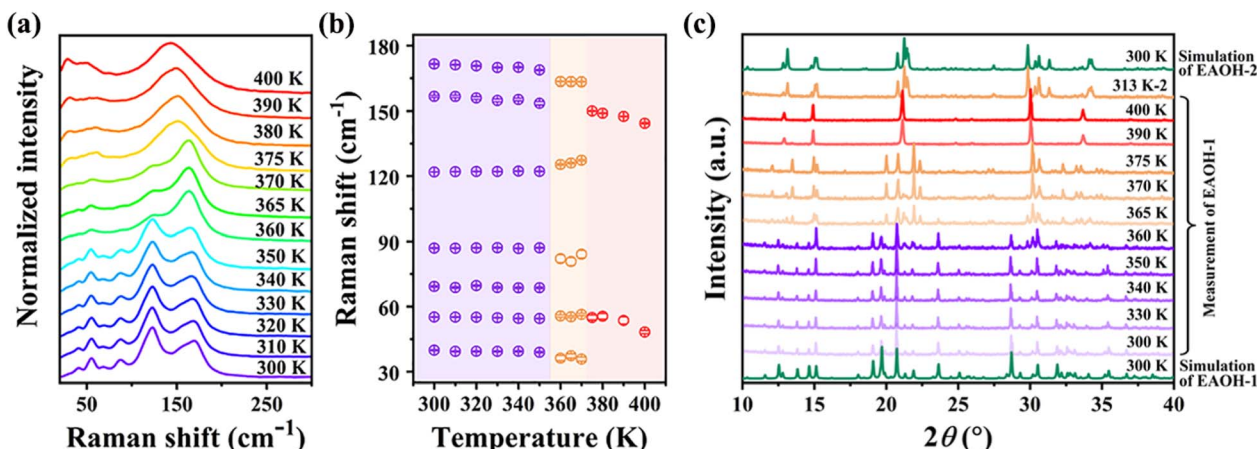 (a)
Normalized intensity
400 K
390 K
380 K
375 K
370 K
365 K
360 K
350 K
340 K
330 K
320 K
310 K
300 K
50 150 250
Raman shift (cm⁻¹)
(b)
Raman shift (cm⁻¹)
180
150
120
90
60
30
300 320 340 360 380 400
Temperature (K)
(c)
Intensity (a.u.)
300 K
313 K-2
400 K
390 K
375 K
370 K
365 K
360 K
350 K
340 K
330 K
300 K
300 K
Simulation
of EAOH-2
Measurement of EAOH-1
Simulation
of EAOH-1
10 15 20 25 30 35 40
2θ (°)